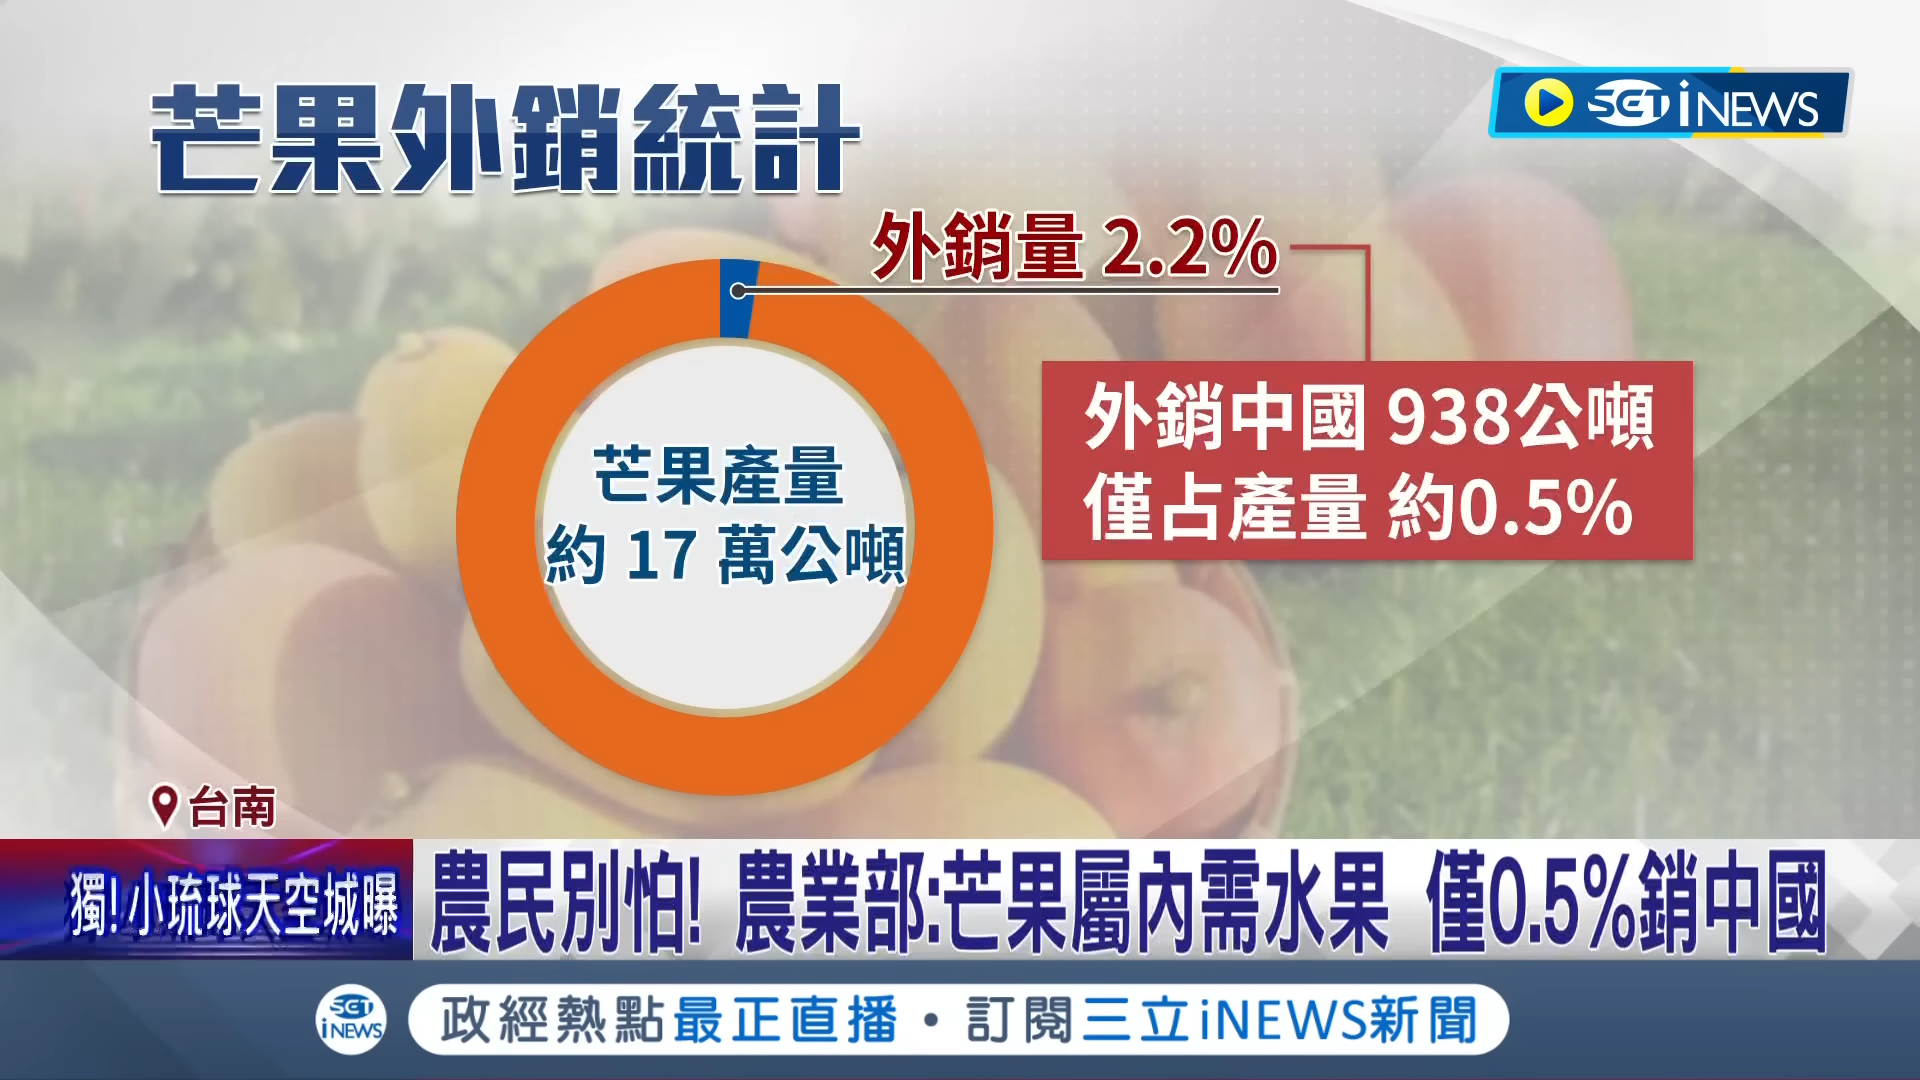 芒果外銷統計
SET iNEWS
外銷量 2.2%
外銷中國 938公噸
僅占產量 約0.5%
芒果產量
約 17 萬公噸
台南
獨!小琉球天空城曝
農民別怕! 農業部:芒果屬內需水果 僅0.5%銷中國
SET iNEWS
政經熱點最正直播・訂閱三立iNEWS新聞